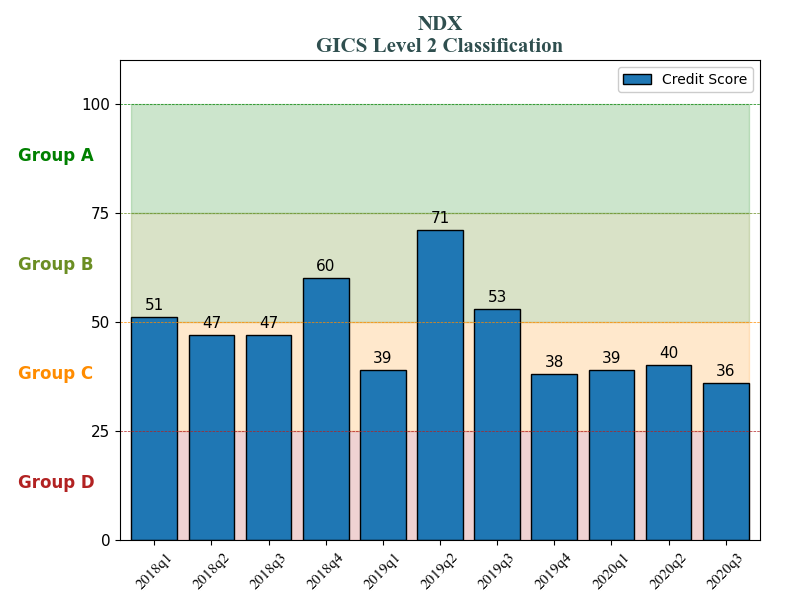 NDX
GICS Level 2 Classification
Credit Score
100
Group A
75
71
Group B
60
53
51
50
47
47
40
39
39
38
36
Group C
25
Group D
0
2018q1 2018q2 2018q3 2018q4 2019q1 2019q2 2019q3 2019q4 2020q1 2020q2 2020q3